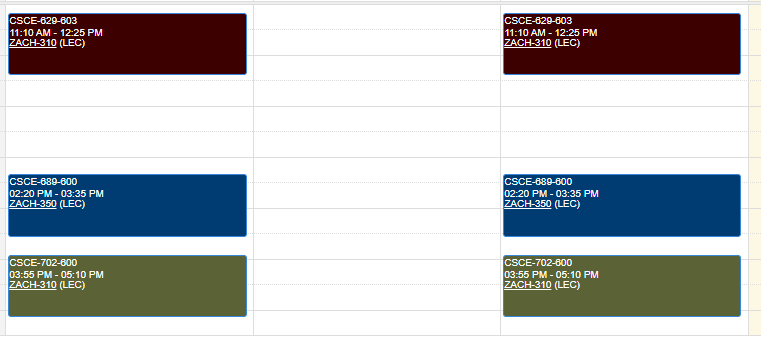 CSCE-629-603
11:10 AM - 12:25 PM
ZACH-310 (LEC)
CSCE-689-600
02:20 PM - 03:35 PM
ZACH-350 (LEC)
CSCE-702-600
03:55 PM - 05:10 PM
ZACH-310 (LEC)
CSCE-629-603
11:10 AM - 12:25 PM
ZACH-310 (LEC)
CSCE-689-600
02:20 PM - 03:35 PM
ZACH-350 (LEC)
CSCE-702-600
03:55 PM - 05:10 PM
ZACH-310 (LEC)